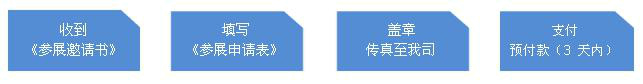 收到
《参展邀请书》
填写
《参展申请表》
盖章
传真至我司
支付
预付款（3 天内）